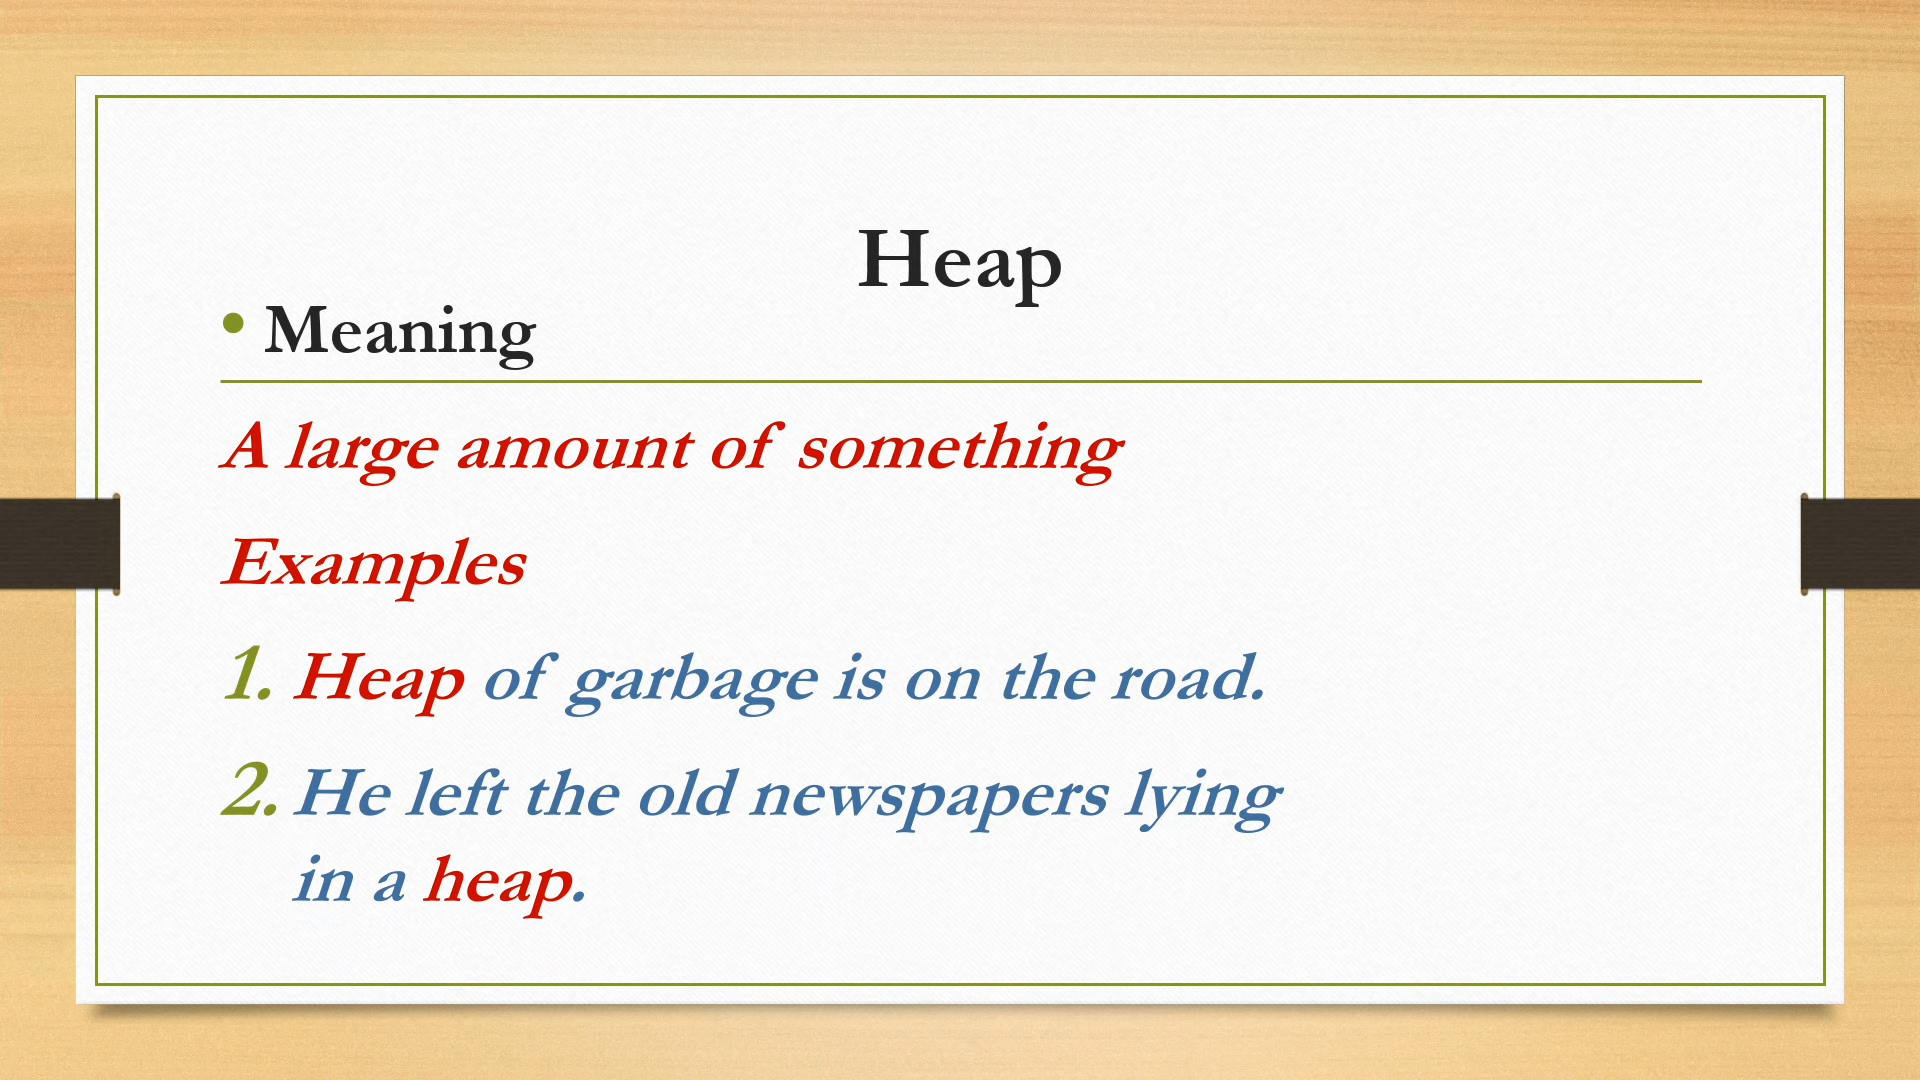 Heap
• Meaning
A large amount of something
Examples
1. Heap of garbage is on the road.
2. He left the old newspapers lying
in a heap.